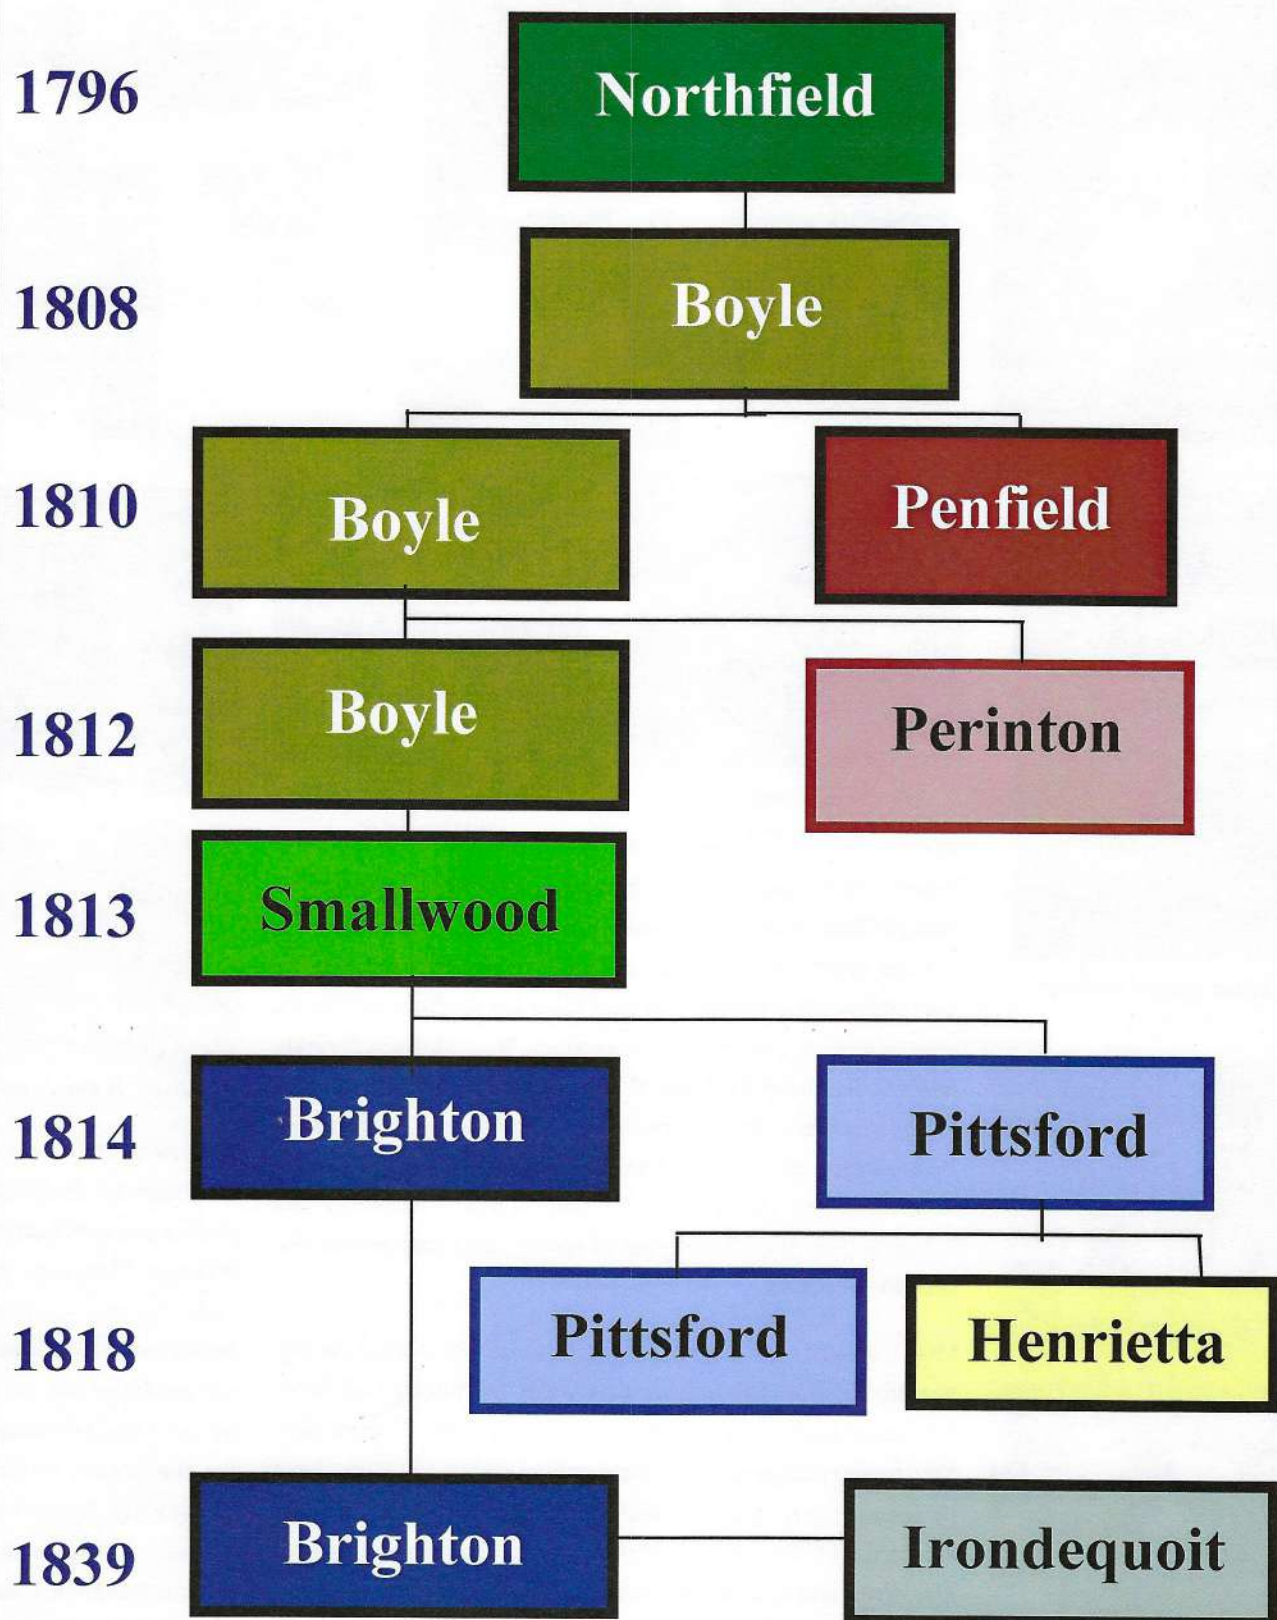 1796 Northfield
1808 Boyle
1810 Boyle Penfield
1812 Boyle Perinton
1813 Smallwood
1814 Brighton Pittsford
1818 Pittsford Henrietta
1839 Brighton Irondequoit